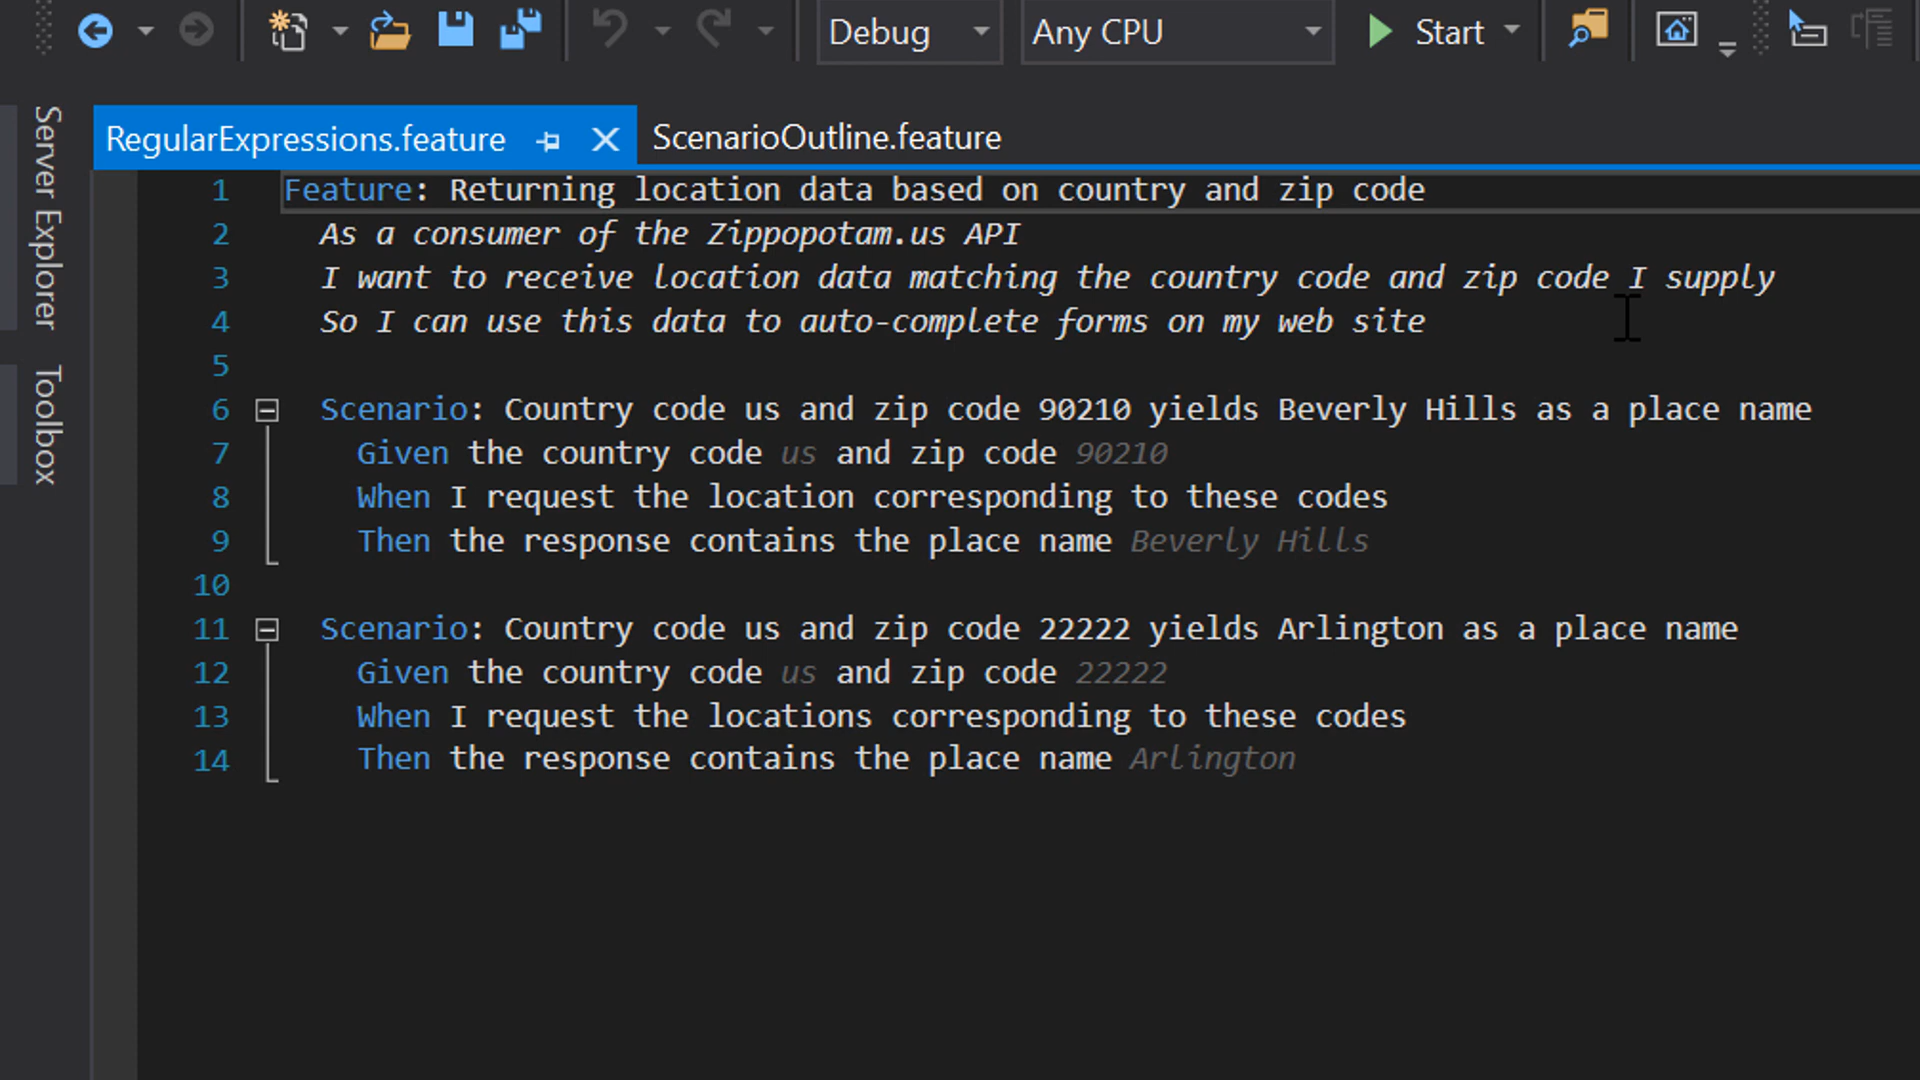 Debug
Any CPU
Start
Server Explorer
Toolbox
RegularExpressions.feature
ScenarioOutline.feature
1 Feature: Returning location data based on country and zip code
2 As a consumer of the Zippopotam.us API
3 I want to receive location data matching the country code and zip code I supply
4 So I can use this data to auto-complete forms on my web site
5
6 Scenario: Country code us and zip code 90210 yields Beverly Hills as a place name
7 Given the country code us and zip code 90210
8 When I request the location corresponding to these codes
9 Then the response contains the place name Beverly Hills
10
11 Scenario: Country code us and zip code 22222 yields Arlington as a place name
12 Given the country code us and zip code 22222
13 When I request the locations corresponding to these codes
14 Then the response contains the place name Arlington